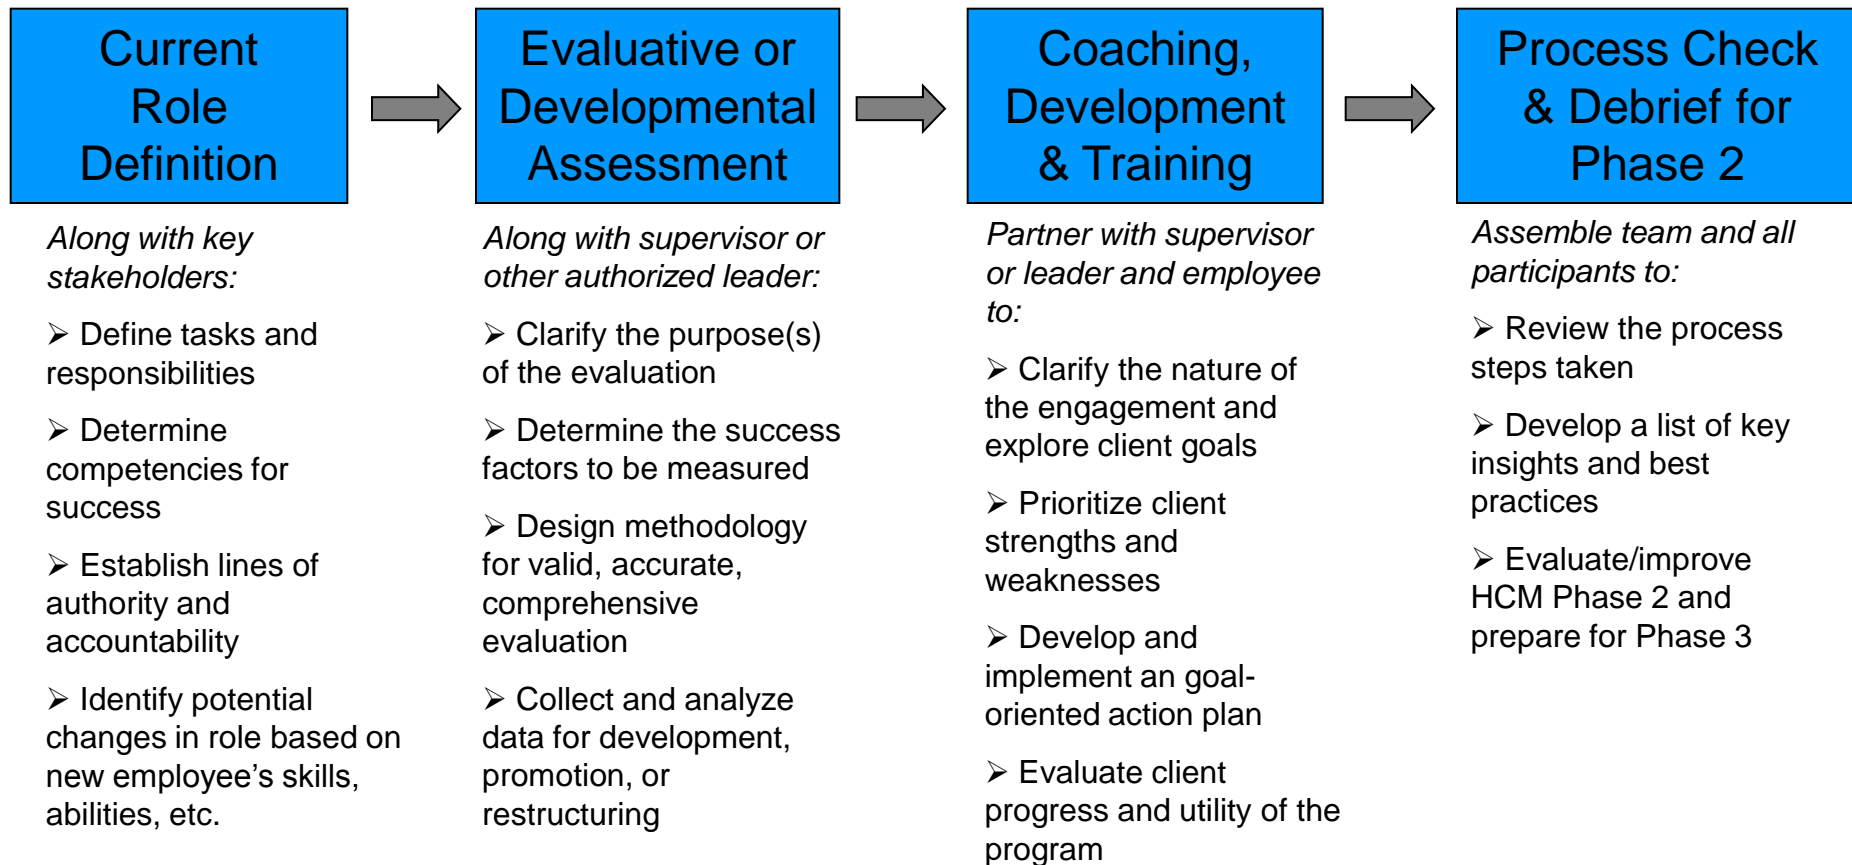 Current
Role
Definition
Along with key
stakeholders:
➢ Define tasks and
responsibilities
➢ Determine
competencies for
success
➢ Establish lines of
authority and
accountability
➢ Identify potential
changes in role based on
new employee’s skills,
abilities, etc.
Evaluative or
Developmental
Assessment
Along with supervisor or
other authorized leader:
➢ Clarify the purpose(s)
of the evaluation
➢ Determine the success
factors to be measured
➢ Design methodology
for valid, accurate,
comprehensive
evaluation
➢ Collect and analyze
data for development,
promotion, or
restructuring
Coaching,
Development
& Training
Partner with supervisor
or leader and employee
to:
➢ Clarify the nature of
the engagement and
explore client goals
➢ Prioritize client
strengths and
weaknesses
➢ Develop and
implement an goal-
oriented action plan
➢ Evaluate client
progress and utility of the
program
Process Check
& Debrief for
Phase 2
Assemble team and all
participants to:
➢ Review the process
steps taken
➢ Develop a list of key
insights and best
practices
➢ Evaluate/improve
HCM Phase 2 and
prepare for Phase 3